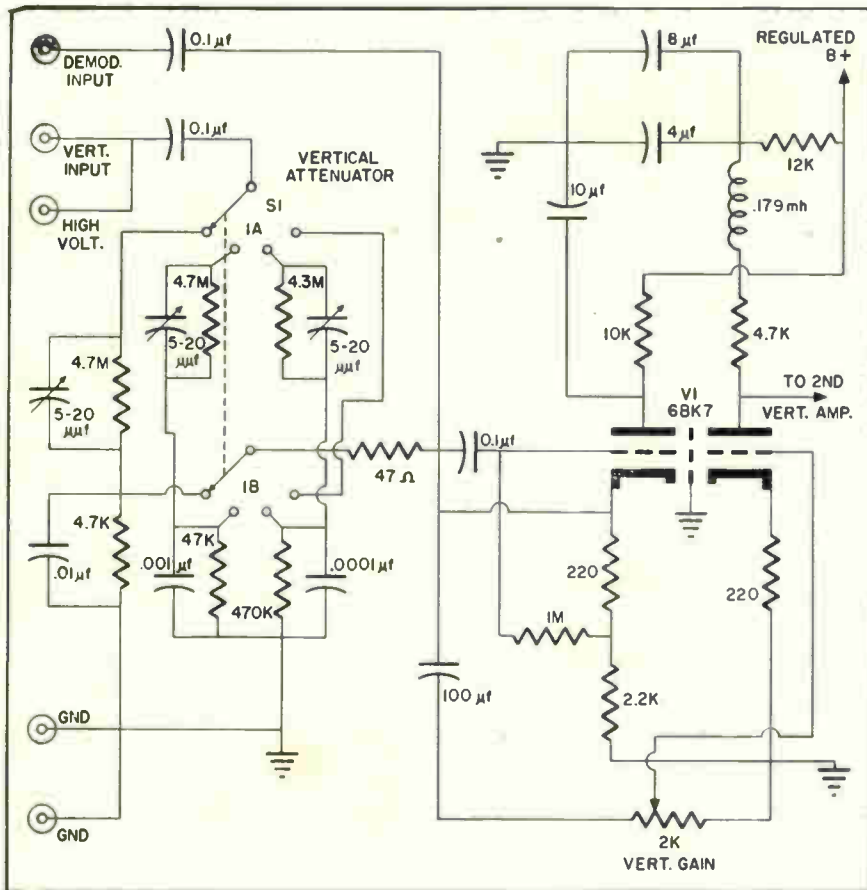 DEMOD.
INPUT
0.1µf
8µf
REGULATED
B+
VERT.
INPUT
0.1µf
4µf
12K
HIGH
VOLT.
VERTICAL
ATTENUATOR
S1
1A
10µf
.179mh
4.7M
4.3M
5-20
µµf
5-20
µµf
10K
4.7K
4.7M
5-20
µµf
V1
6BK7
TO 2ND
VERT. AMP.
0.1µf
47Ω
1B
4.7K
.01µf
47K
.001µf
470K
.0001µf
220
220
1M
2.2K
100µf
GND
GND
2K
VERT. GAIN